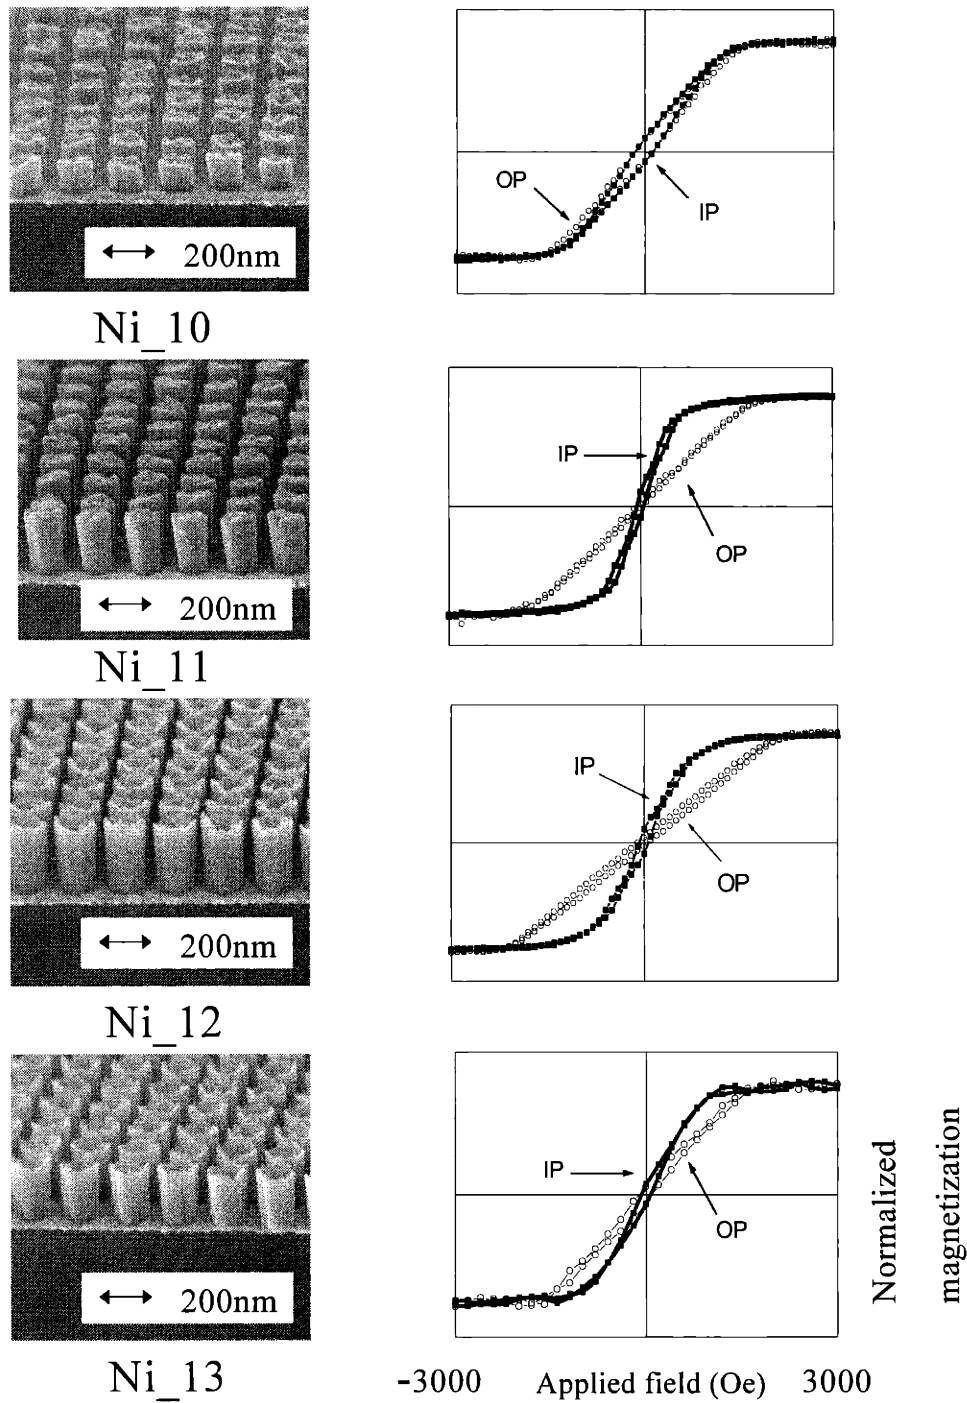 OP
IP
200nm
Ni_10
IP
OP
200nm
Ni_11
IP
OP
200nm
Ni_12
IP
OP
200nm
Ni_13
-3000 Applied field (Oe) 3000
Normalized
magnetization